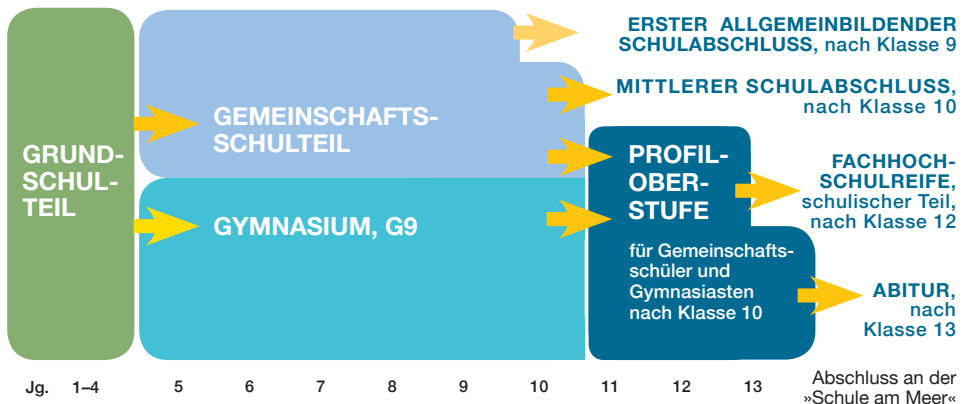 GRUND-
SCHUL-
TEIL
GEMEINSCHAFTS-
SCHULTEIL
GYMNASIUM, G9
PROFIL-
OBER-
STUFE
für Gemeinschafts-
schüler und
Gymnasiasten
nach Klasse 10
ERSTER ALLGEMEINBILDENDER
SCHULABSCHLUSS, nach Klasse 9
MITTLERER SCHULABSCHLUSS,
nach Klasse 10
FACHHOCH-
SCHULREIFE,
schulischer Teil,
nach Klasse 12
ABITUR,
nach
Klasse 13
Jg. 1–4 5 6 7 8 9 10 11 12 13
Abschluss an der
»Schule am Meer«